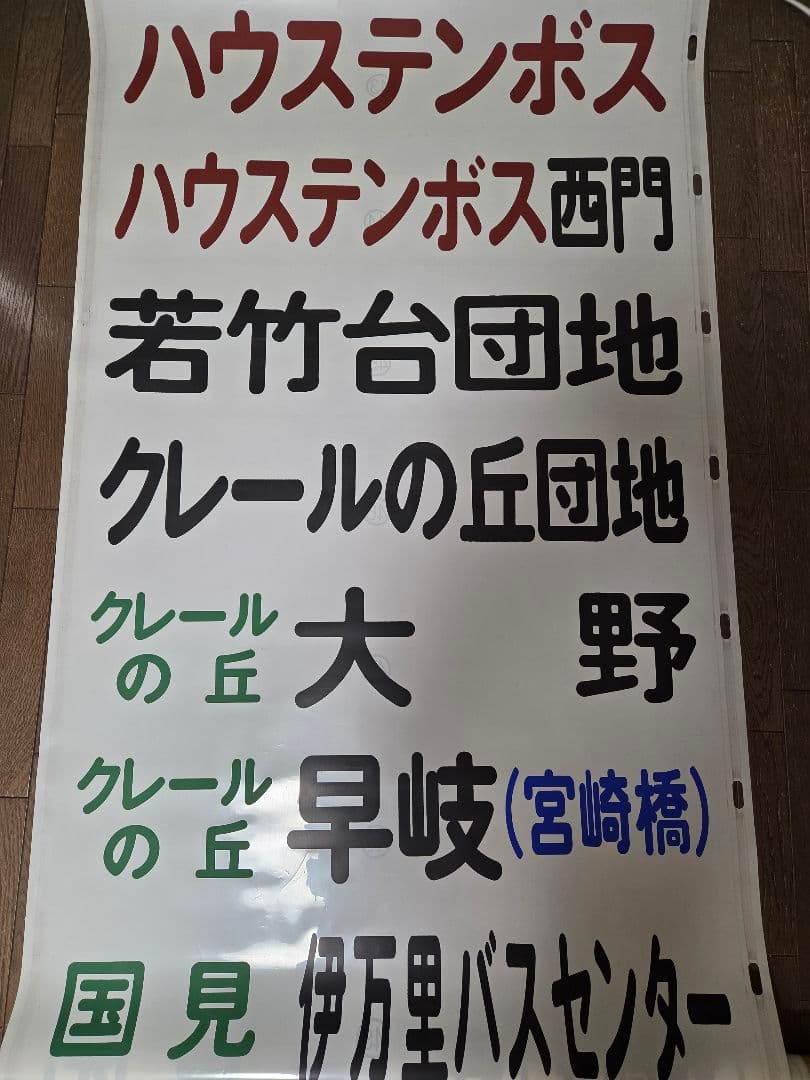 ハウステンボス
ハウステンボス西門
若竹台団地
クレールの丘団地
クレールの丘 大野
クレールの丘 早岐(宮崎橋)
国見 伊万里バスセンター